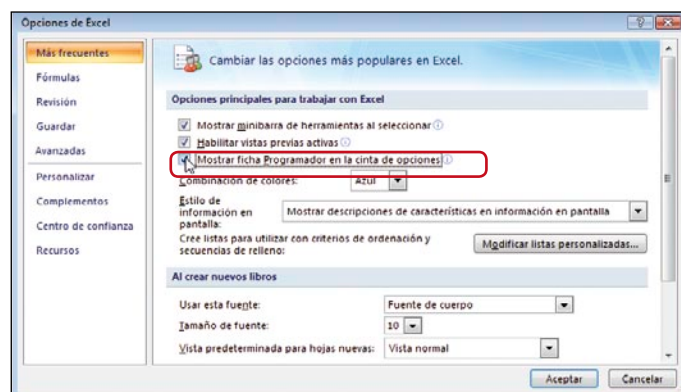 Opciones de Excel
Más frecuentes
Fórmulas
Revisión
Guardar
Avanzadas
Personalizar
Complementos
Centro de confianza
Recursos
Cambiar las opciones más populares en Excel.
Opciones principales para trabajar con Excel
Mostrar minibarra de herramientas al seleccionar
Habilitar vistas previas activas
Mostrar ficha Programador en la cinta de opciones
Combinación de colores: Azul
Estilo de
información en
pantalla:
Mostrar descripciones de características en información en pantalla
Cree listas para utilizar con criterios de ordenación y
secuencias de relleno:
Modificar listas personalizadas...
Al crear nuevos libros
Usar esta fuente: Fuente de cuerpo
Tamaño de fuente: 10
Vista predeterminada para hojas nuevas: Vista normal
Aceptar Cancelar